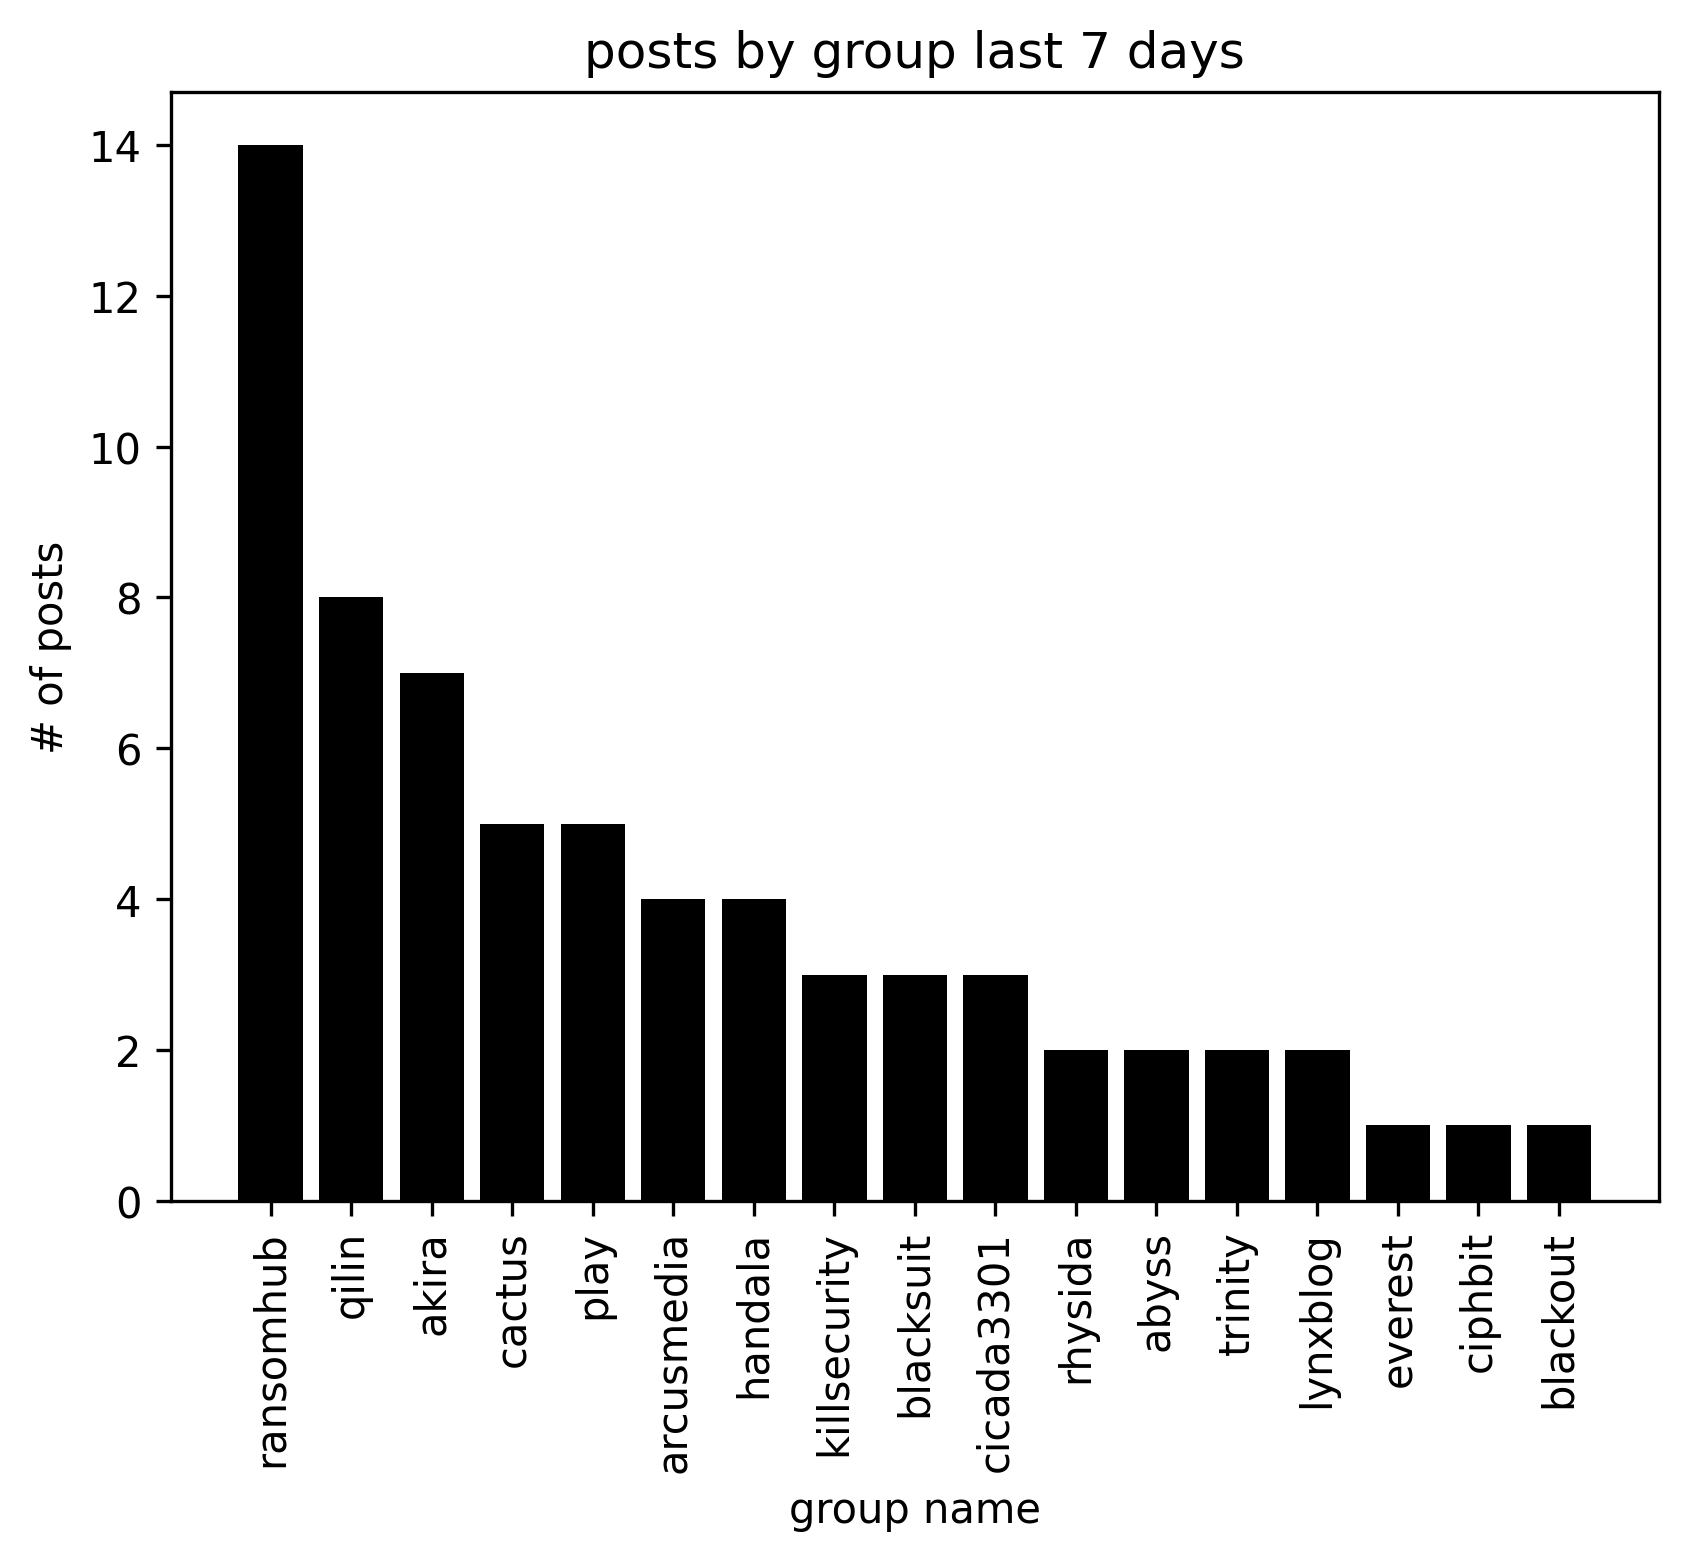 posts by group last 7 days
# of posts
14
12
10
8
6
4
2
0
ransomhub
qilin
akira
cactus
play
arcusmedia
handala
killsecurity
blacksuit
cicada3301
rhysida
abyss
trinity
lynxblog
everest
ciphbit
blackout
group name